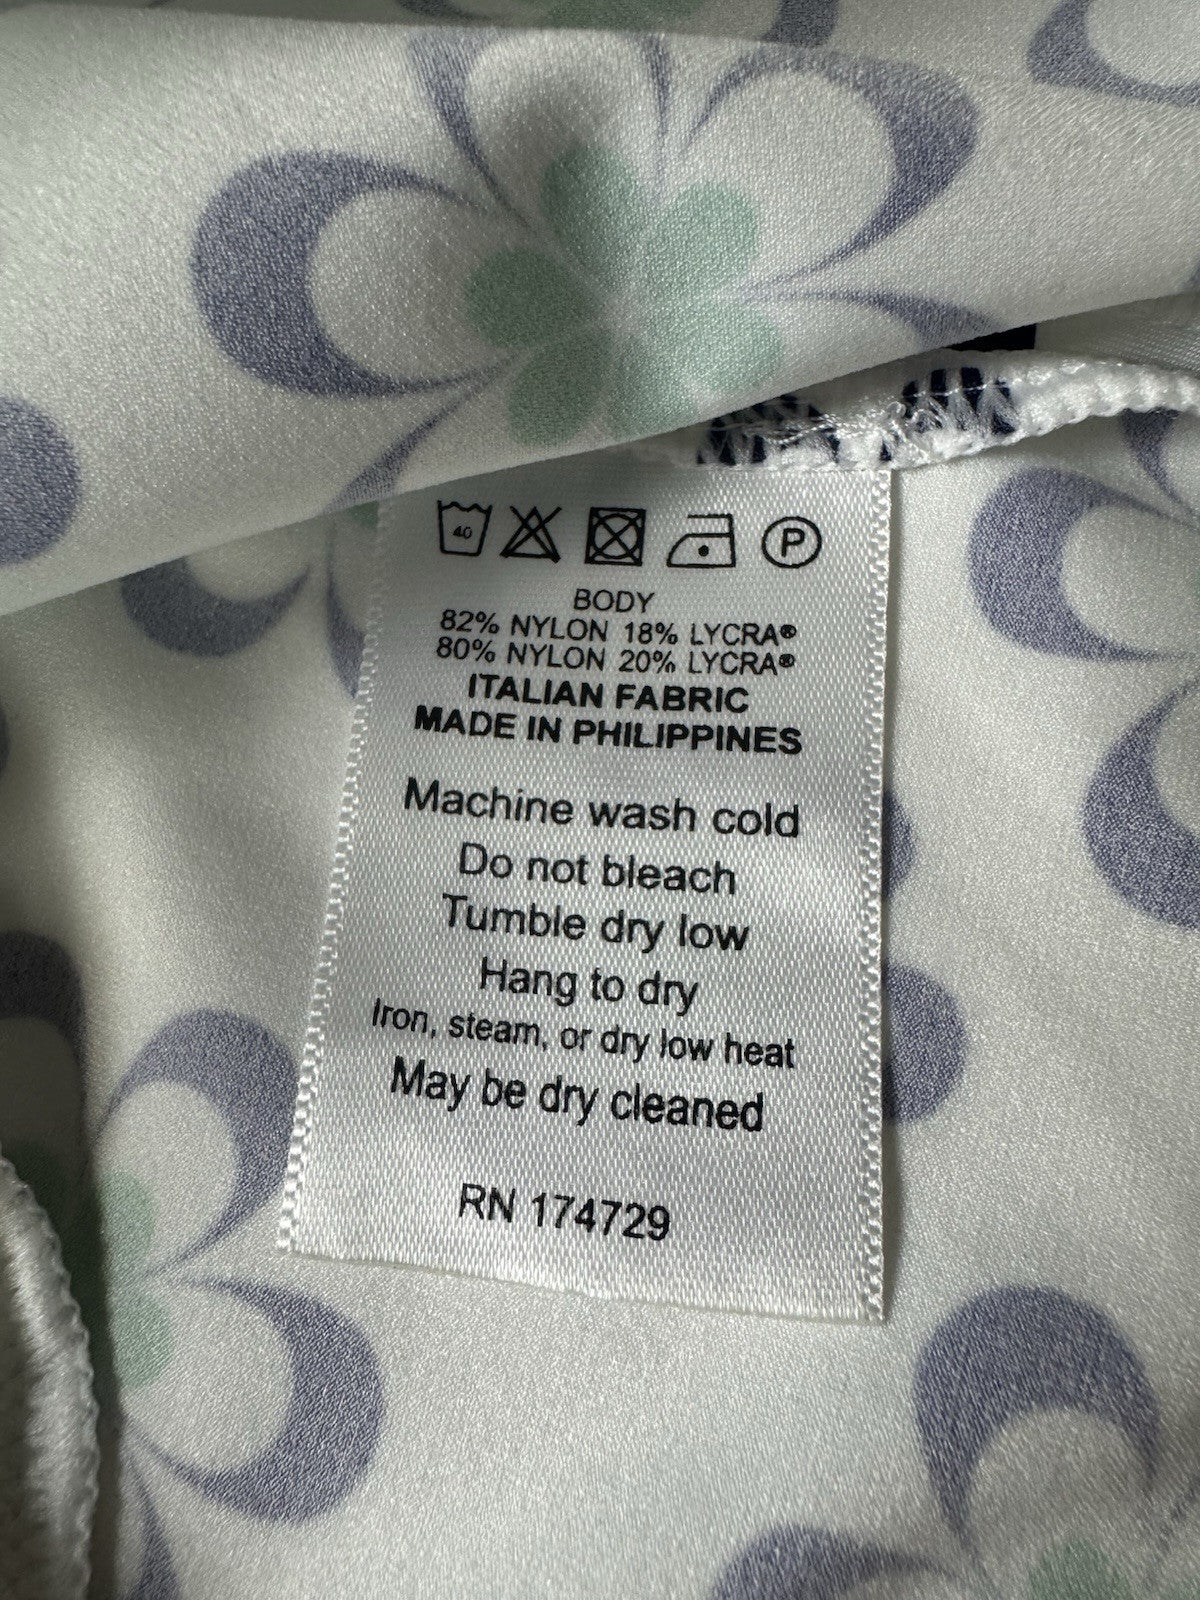 40 P
BODY
82% NYLON 18% LYCRA®
80% NYLON 20% LYCRA®
ITALIAN FABRIC
MADE IN PHILIPPINES
Machine wash cold
Do not bleach
Tumble dry low
Hang to dry
Iron, steam, or dry low heat
May be dry cleaned
RN 174729